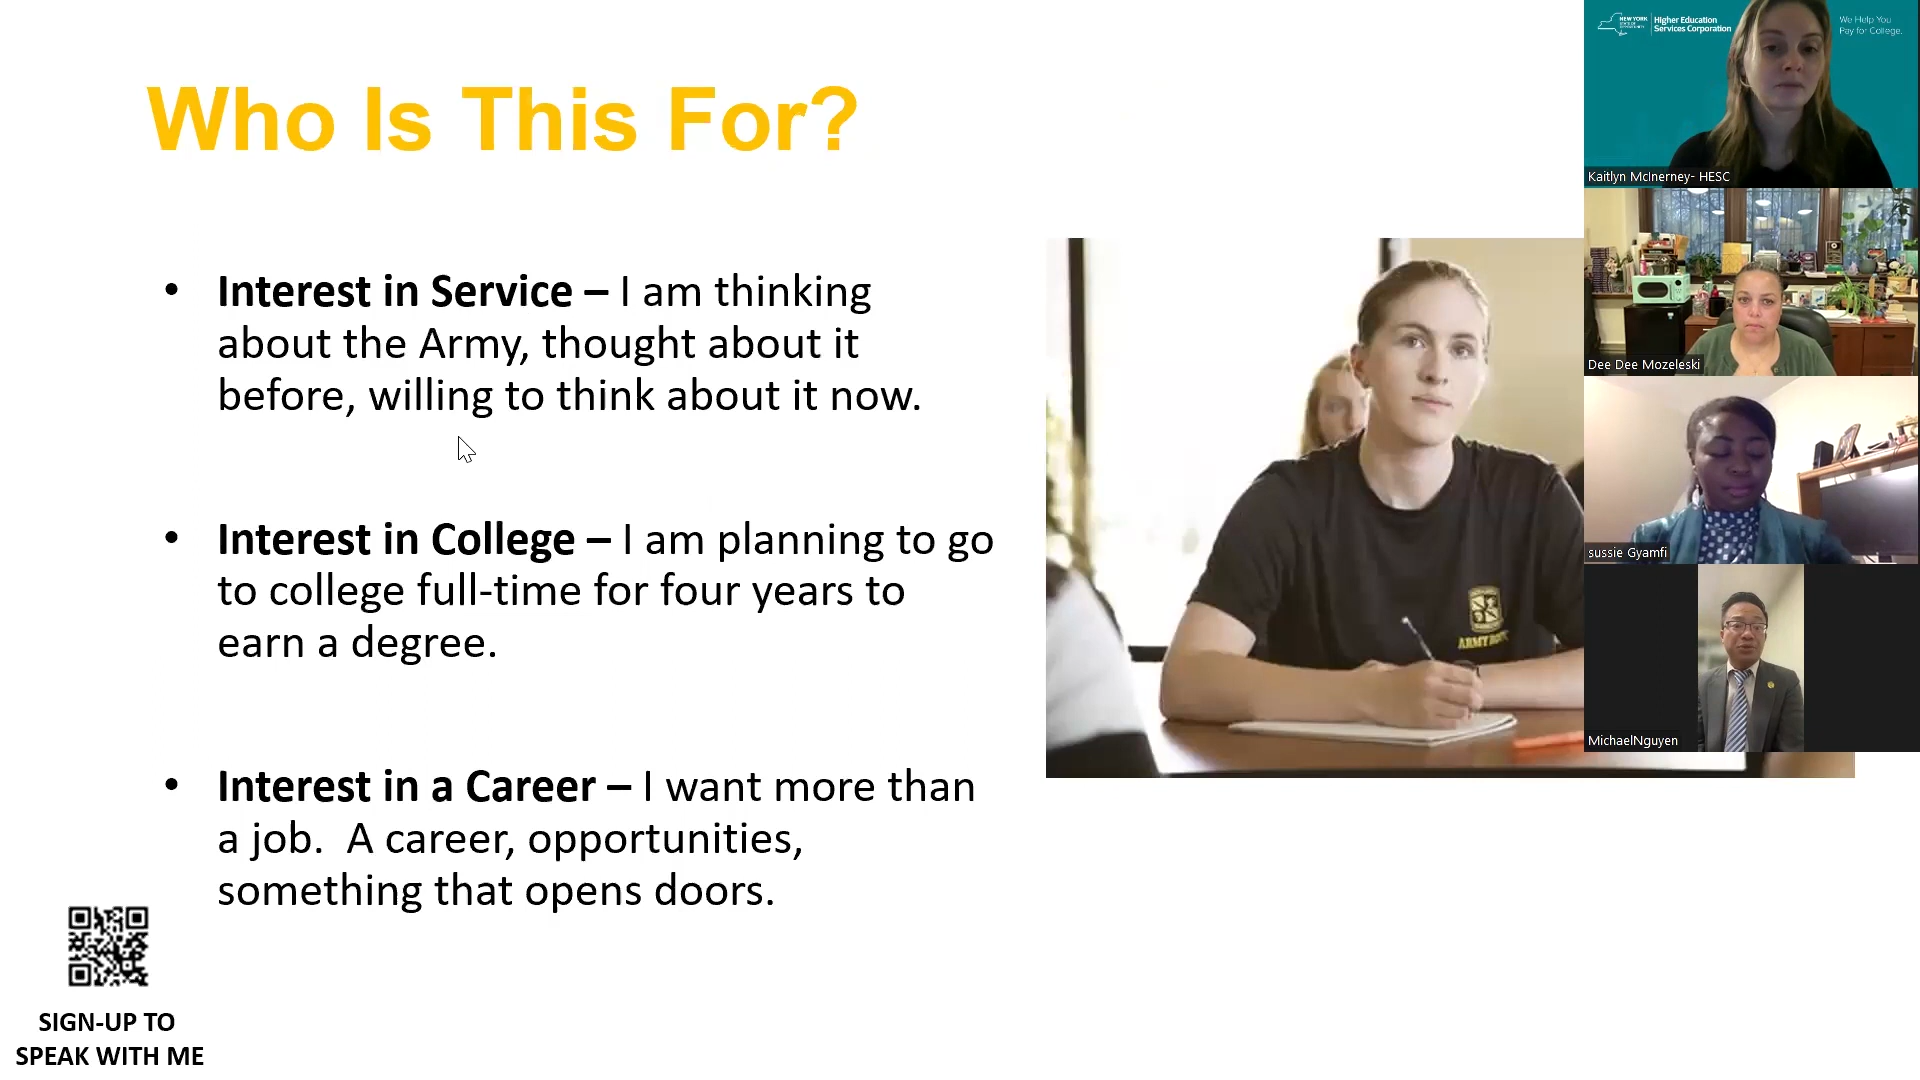 Who Is This For?
• Interest in Service – I am thinking
about the Army, thought about it
before, willing to think about it now.
• Interest in College – I am planning to go
to college full-time for four years to
earn a degree.
• Interest in a Career – I want more than
a job.  A career, opportunities,
something that opens doors.
SIGN-UP TO
SPEAK WITH ME
ARMY
NEW YORK
Higher Education
Services Corporation
We Help You
Pay for College.
Kaitlyn McInerney- HESC
Dee Dee Mozeleski
sussie Gyamfi
MichaelNguyen